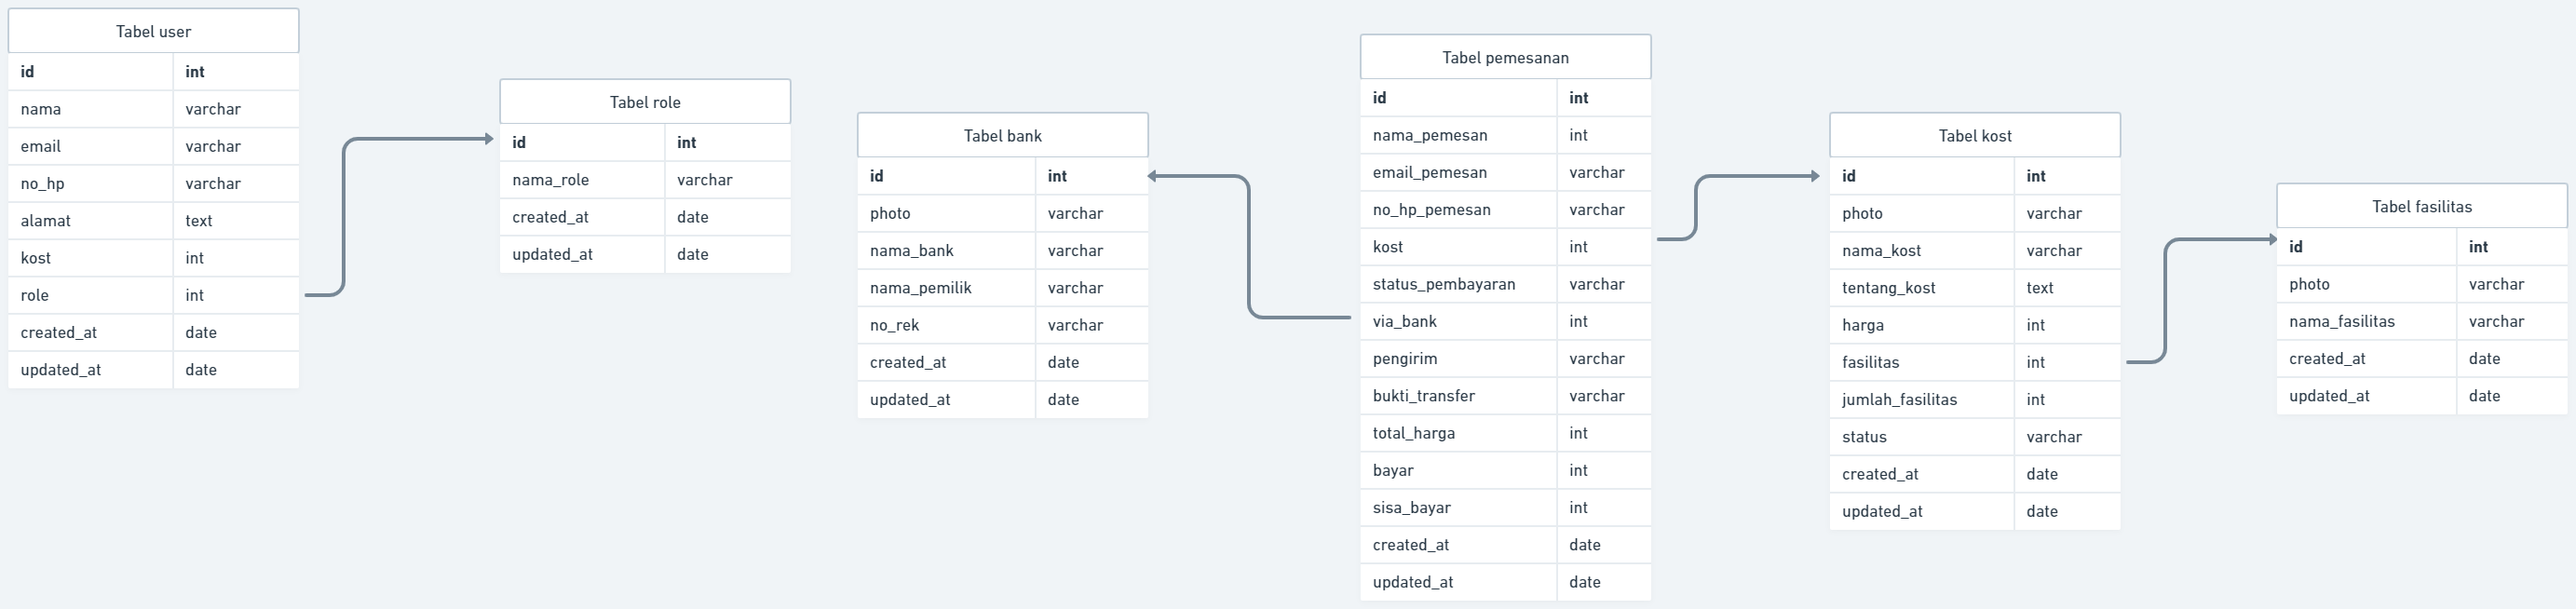 Tabel user
id int
nama varchar
email varchar
no_hp varchar
alamat text
kost int
role int
created_at date
updated_at date
Tabel role
id int
nama_role varchar
created_at date
updated_at date
Tabel bank
id int
photo varchar
nama_bank varchar
nama_pemilik varchar
no_rek varchar
created_at date
updated_at date
Tabel pemesanan
id int
nama_pemesan int
email_pemesan varchar
no_hp_pemesan varchar
kost int
status_pembayaran varchar
via_bank int
pengirim varchar
bukti_transfer varchar
total_harga int
bayar int
sisa_bayar int
created_at date
updated_at date
Tabel kost
id int
photo varchar
nama_kost varchar
tentang_kost text
harga int
fasilitas int
jumlah_fasilitas int
status varchar
created_at date
updated_at date
Tabel fasilitas
id int
photo varchar
nama_fasilitas varchar
created_at date
updated_at date